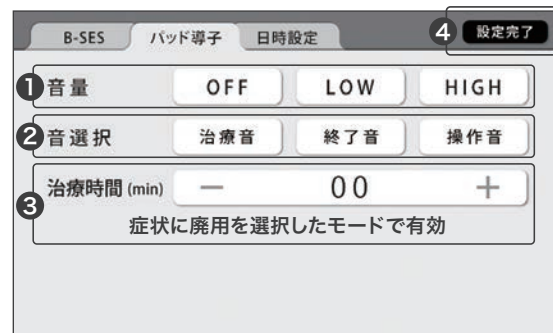 B-SES パッド導子 日時設定 4 設定完了
1 音量 OFF LOW HIGH
2 音選択 治療音 終了音 操作音
3 治療時間 (min) － 00 ＋
症状に廃用を選択したモードで有効